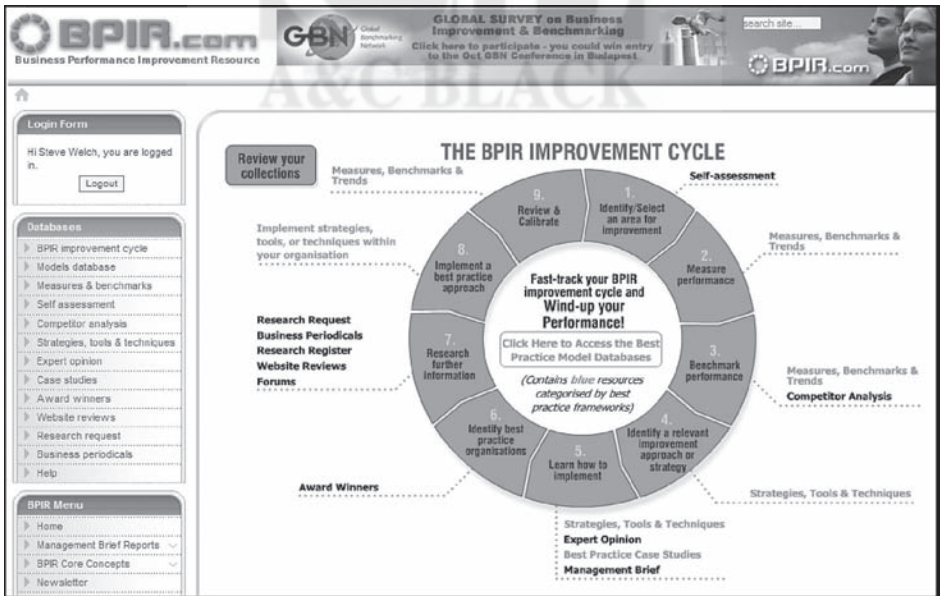 BPIR.com
Business Performance Improvement Resource
GBN
Global
Benchmarking
Network
GLOBAL SURVEY on Business
Improvement & Benchmarking
Click here to participate - you could win entry
to the Oct GBN Conference in Budapest
search site...
BPIR.com
A&C BLACK
Login Form
Hi Steve Welch, you are logged
in.
Logout
Databases
BPIR improvement cycle
Models database
Measures & benchmarks
Self assessment
Competitor analysis
Strategies, tools & techniques
Expert opinion
Case studies
Award winners
Website reviews
Research request
Business periodicals
Help
BPIR Menu
Home
Management Brief Reports
BPIR Core Concepts
Newsletter
Review your
collections
THE BPIR IMPROVEMENT CYCLE
1.
Identify/Select
an area for
improvement
Self-assessment
2.
Measure
performance
Measures, Benchmarks &
Trends
3.
Benchmark
performance
Measures, Benchmarks &
Trends
Competitor Analysis
4.
Identify a relevant
improvement
approach or
strategy
Strategies, Tools & Techniques
5.
Learn how to
implement
Strategies, Tools & Techniques
Expert Opinion
Best Practice Case Studies
Management Brief
6.
Identify best
practice
organisations
Award Winners
7.
Research
further
information
Research Request
Business Periodicals
Research Register
Website Reviews
Forums
8.
Implement a
best practice
approach
Implement strategies,
tools, or techniques within
your organisation
9.
Review &
Calibrate
Measures, Benchmarks &
Trends
Fast-track your BPIR
improvement cycle and
Wind-up your
Performance!
Click Here to Access the Best
Practice Model Databases
(Contains blue resources
categorised by best
practice frameworks)